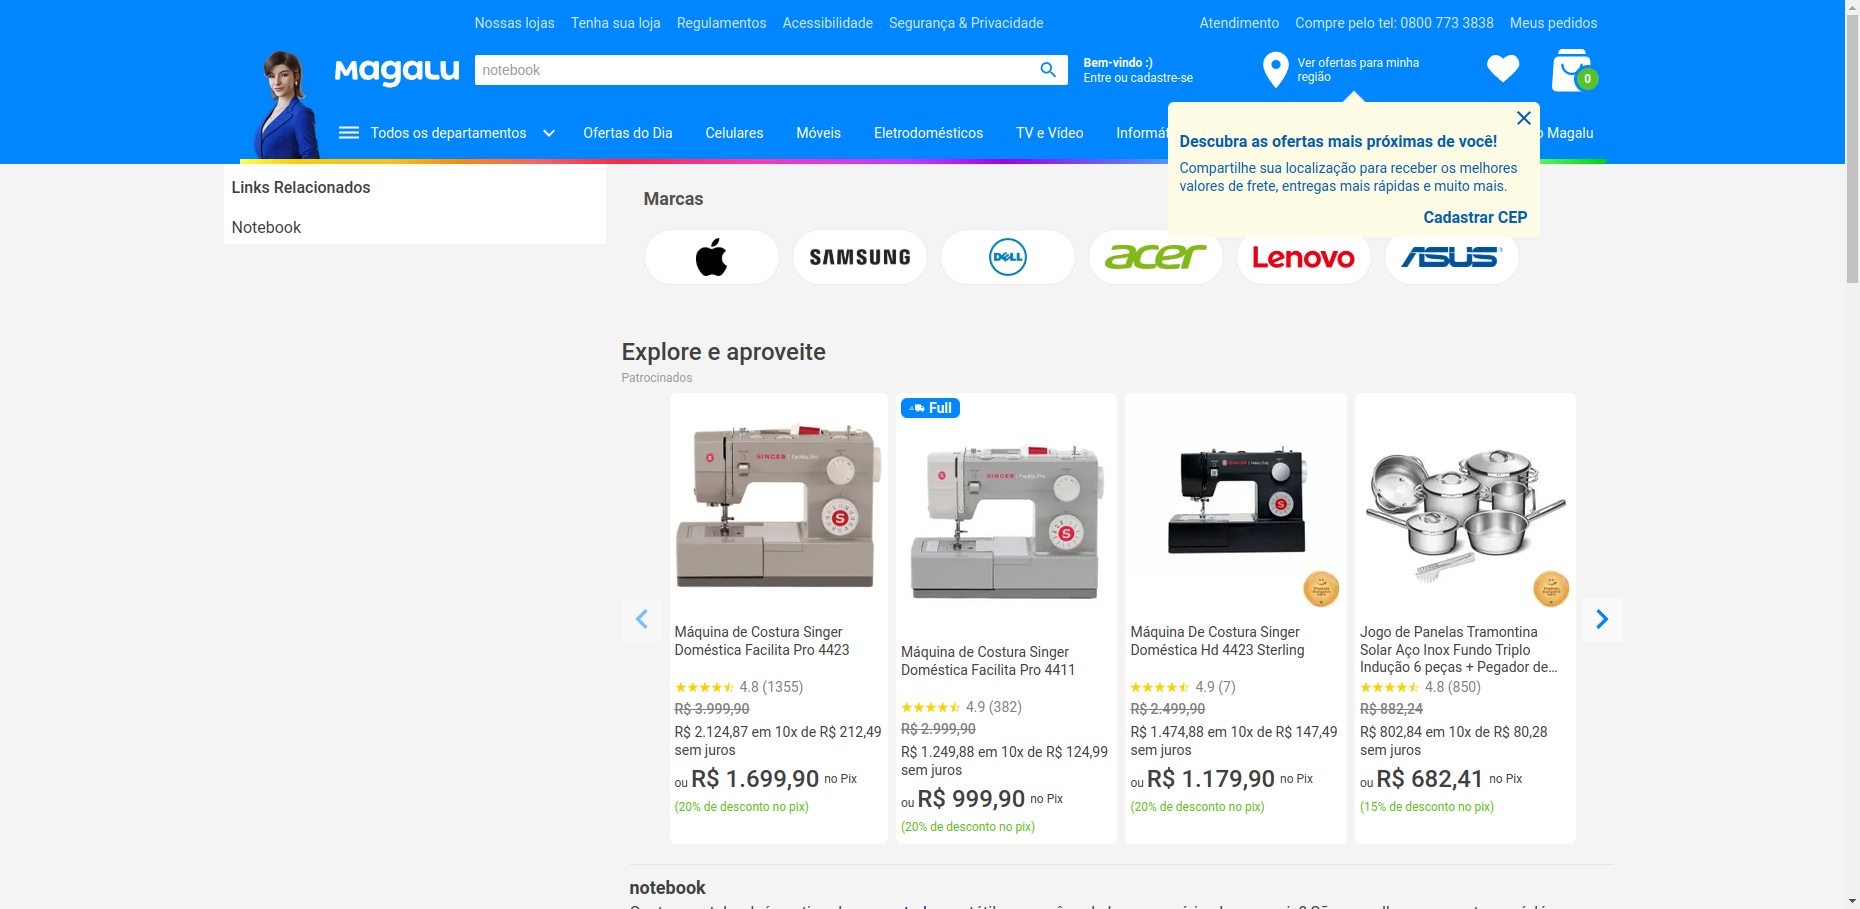 Nossas lojas Tenha sua loja Regulamentos Acessibilidade Segurança & Privacidade Atendimento Compre pelo tel: 0800 773 3838 Meus pedidos
Magalu
notebook
Bem-vindo :)
Entre ou cadastre-se
Ver ofertas para minha
região
0
Todos os departamentos Ofertas do Dia Celulares Móveis Eletrodomésticos TV e Vídeo Informát Magalu
Descubra as ofertas mais próximas de você!
Compartilhe sua localização para receber os melhores
valores de frete, entregas mais rápidas e muito mais.
Cadastrar CEP
Links Relacionados
Notebook
Marcas
SAMSUNG DELL acer Lenovo ASUS
Explore e aproveite
Patrocinados
Full
SINGER Facilita Pro
SINGER Facilita Pro
Máquina de Costura Singer
Doméstica Facilita Pro 4423
4.8 (1355)
R$ 3.999,90
R$ 2.124,87 em 10x de R$ 212,49
sem juros
ou R$ 1.699,90 no Pix
(20% de desconto no pix)
Máquina de Costura Singer
Doméstica Facilita Pro 4411
4.9 (382)
R$ 2.999,90
R$ 1.249,88 em 10x de R$ 124,99
sem juros
ou R$ 999,90 no Pix
(20% de desconto no pix)
Máquina De Costura Singer
Doméstica Hd 4423 Sterling
4.9 (7)
R$ 2.499,90
R$ 1.474,88 em 10x de R$ 147,49
sem juros
ou R$ 1.179,90 no Pix
(20% de desconto no pix)
Jogo de Panelas Tramontina
Solar Aço Inox Fundo Triplo
Indução 6 peças + Pegador de...
4.8 (850)
R$ 882,24
R$ 802,84 em 10x de R$ 80,28
sem juros
ou R$ 682,41 no Pix
(15% de desconto no pix)
notebook